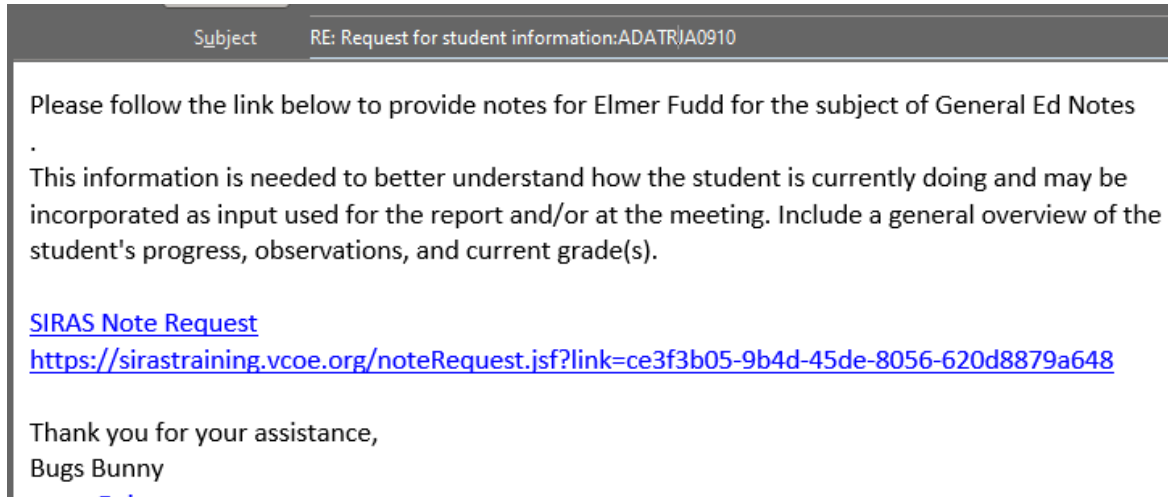 Subject RE: Request for student information:ADATRJA0910
Please follow the link below to provide notes for Elmer Fudd for the subject of General Ed Notes
.
This information is needed to better understand how the student is currently doing and may be
incorporated as input used for the report and/or at the meeting. Include a general overview of the
student's progress, observations, and current grade(s).
SIRAS Note Request
https://sirastraining.vcoe.org/noteRequest.jsf?link=ce3f3b05-9b4d-45de-8056-620d8879a648
Thank you for your assistance,
Bugs Bunny